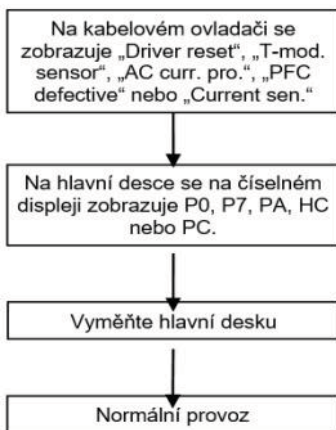 Na kabelovém ovladači se
zobrazuje „Driver reset“, „T-mod.
sensor“, „AC curr. pro.“, „PFC
defective“ nebo „Current sen.“
Na hlavní desce se na číselném
displeji zobrazuje P0, P7, PA, HC
nebo PC.
Vyměňte hlavní desku
Normální provoz